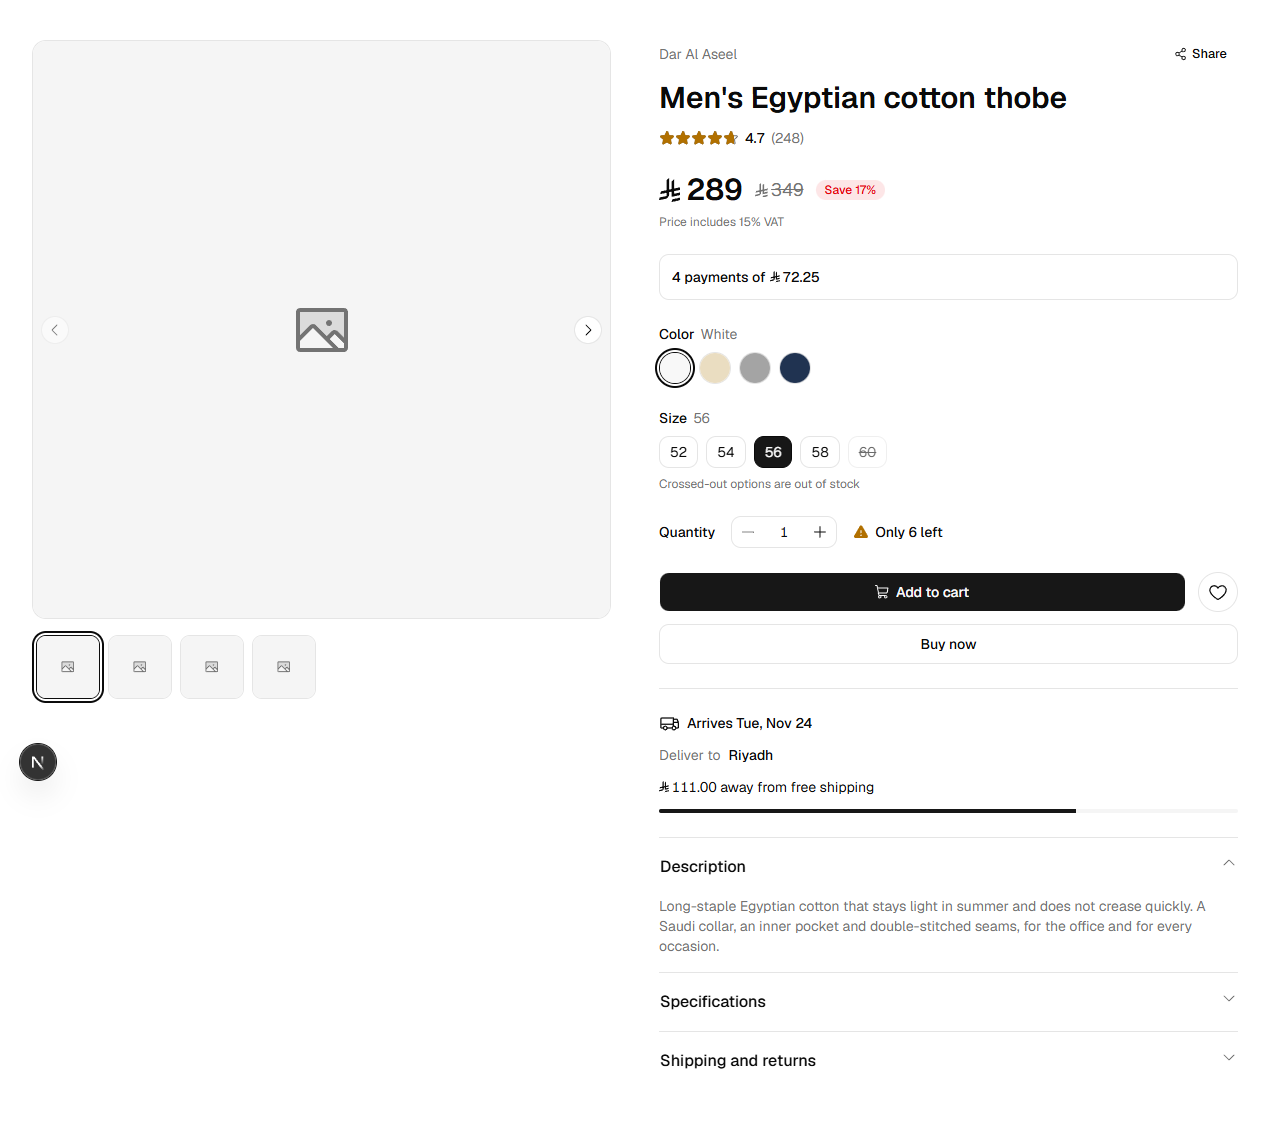 Dar Al Aseel
Share
Men's Egyptian cotton thobe
4.7 (248)
289 349 Save 17%
Price includes 15% VAT
4 payments of 72.25
Color White
Size 56
52 54 56 58 60
Crossed-out options are out of stock
Quantity 1 Only 6 left
Add to cart
Buy now
N
Arrives Tue, Nov 24
Deliver to Riyadh
111.00 away from free shipping
Description
Long-staple Egyptian cotton that stays light in summer and does not crease quickly. A
Saudi collar, an inner pocket and double-stitched seams, for the office and for every
occasion.
Specifications
Shipping and returns